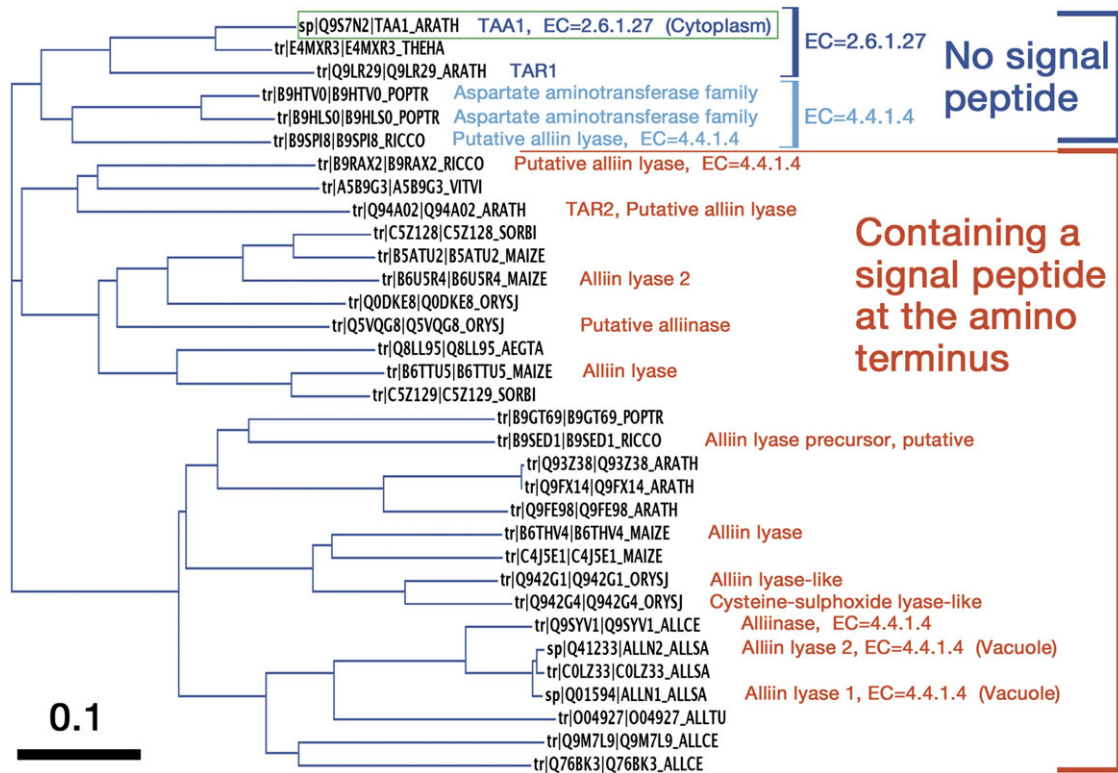 sp|Q9S7N2|TAA1_ARATH TAA1, EC=2.6.1.27 (Cytoplasm)
tr|E4MXR3|E4MXR3_THEHA
tr|Q9LR29|Q9LR29_ARATH TAR1
EC=2.6.1.27
No signal
peptide
tr|B9HTV0|B9HTV0_POPTR Aspartate aminotransferase family
tr|B9HLS0|B9HLS0_POPTR Aspartate aminotransferase family
tr|B9SPI8|B9SPI8_RICCO Putative alliin lyase, EC=4.4.1.4
EC=4.4.1.4
tr|B9RAX2|B9RAX2_RICCO Putative alliin lyase, EC=4.4.1.4
tr|A5B9G3|A5B9G3_VITVI
tr|Q94A02|Q94A02_ARATH TAR2, Putative alliin lyase
tr|C5Z128|C5Z128_SORBI
tr|B5ATU2|B5ATU2_MAIZE
tr|B6U5R4|B6U5R4_MAIZE Alliin lyase 2
tr|Q0DKE8|Q0DKE8_ORYSJ
tr|Q5VQG8|Q5VQG8_ORYSJ Putative alliinase
tr|Q8LL95|Q8LL95_AEGTA
tr|B6TTU5|B6TTU5_MAIZE Alliin lyase
tr|C5Z129|C5Z129_SORBI
Containing a
signal peptide
at the amino
terminus
tr|B9GT69|B9GT69_POPTR
tr|B9SED1|B9SED1_RICCO Alliin lyase precursor, putative
tr|Q93Z38|Q93Z38_ARATH
tr|Q9FX14|Q9FX14_ARATH
tr|Q9FE98|Q9FE98_ARATH
tr|B6THV4|B6THV4_MAIZE Alliin lyase
tr|C4J5E1|C4J5E1_MAIZE
tr|Q942G1|Q942G1_ORYSJ Alliin lyase-like
tr|Q942G4|Q942G4_ORYSJ Cysteine-sulphoxide lyase-like
tr|Q9SYV1|Q9SYV1_ALLCE Alliinase, EC=4.4.1.4
sp|Q41233|ALLN2_ALLSA Alliin lyase 2, EC=4.4.1.4 (Vacuole)
tr|C0LZ33|C0LZ33_ALLSA
sp|Q01594|ALLN1_ALLSA Alliin lyase 1, EC=4.4.1.4 (Vacuole)
tr|O04927|O04927_ALLTU
tr|Q9M7L9|Q9M7L9_ALLCE
tr|Q76BK3|Q76BK3_ALLCE
0.1